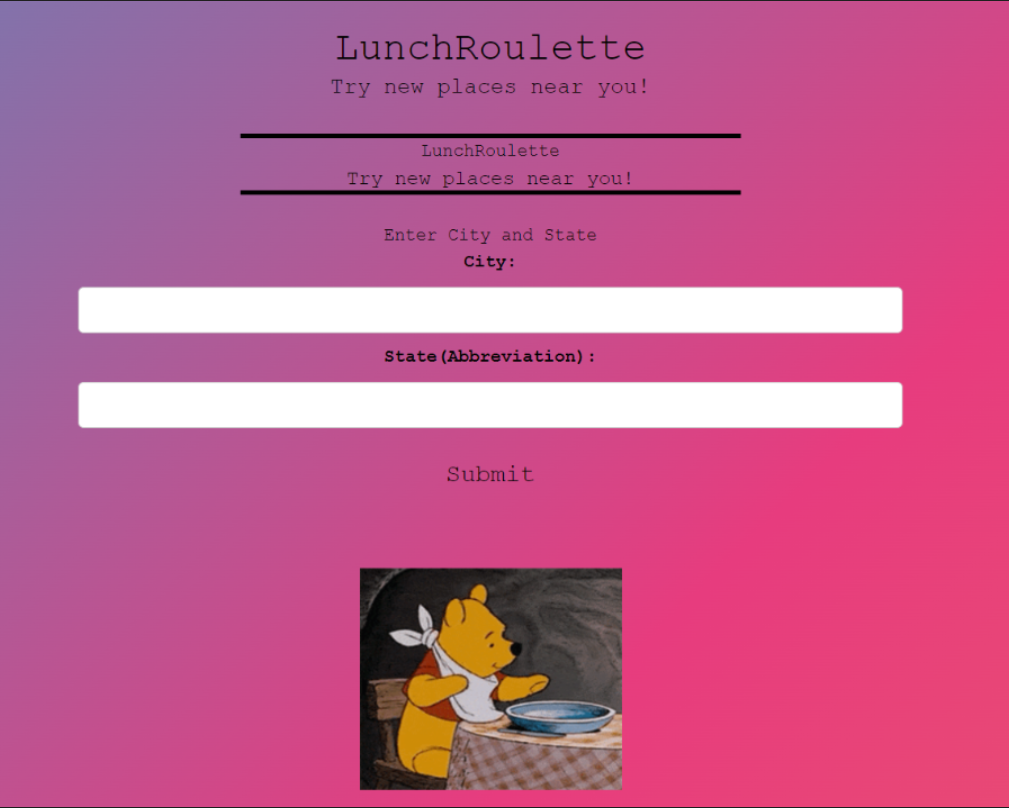 LunchRoulette
Try new places near you!
LunchRoulette
Try new places near you!
Enter City and State
City:
State(Abbreviation):
Submit